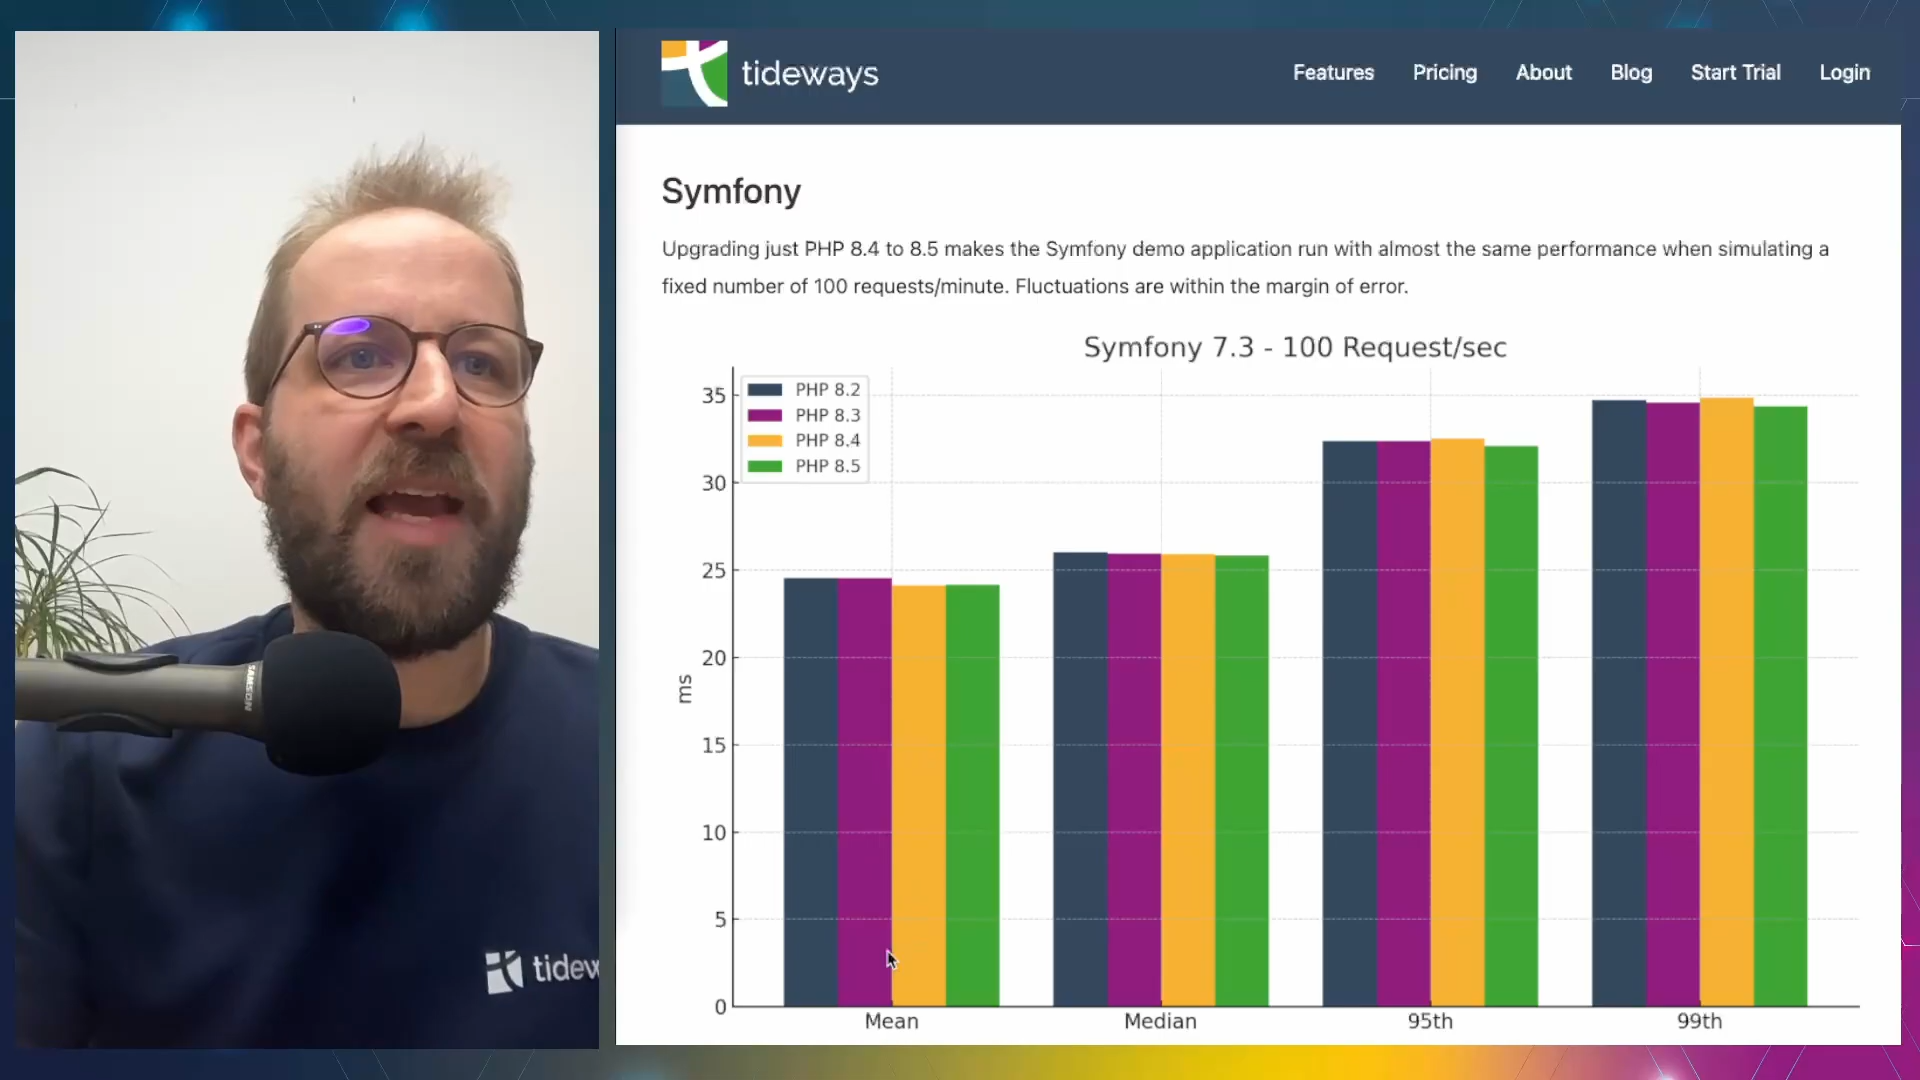 tideways
Features
Pricing
About
Blog
Start Trial
Login
Symfony
Upgrading just PHP 8.4 to 8.5 makes the Symfony demo application run with almost the same performance when simulating a
fixed number of 100 requests/minute. Fluctuations are within the margin of error.
Symfony 7.3 - 100 Request/sec
PHP 8.2
PHP 8.3
PHP 8.4
PHP 8.5
35
30
25
20
15
10
5
0
ms
Mean
Median
95th
99th
SAMSON
tidew